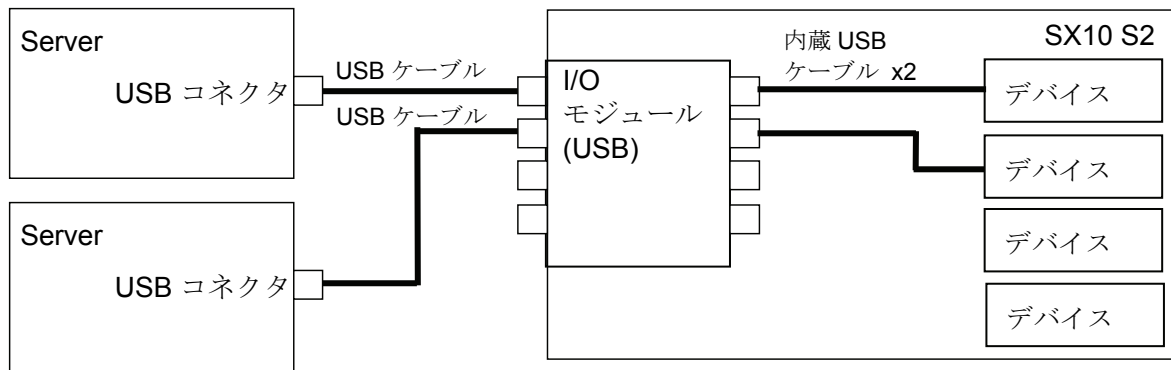 Server
USB コネクタ
USB ケーブル
USB ケーブル
Server
USB コネクタ
I/O
モジュール
(USB)
内蔵 USB
ケーブル x2
SX10 S2
デバイス
デバイス
デバイス
デバイス